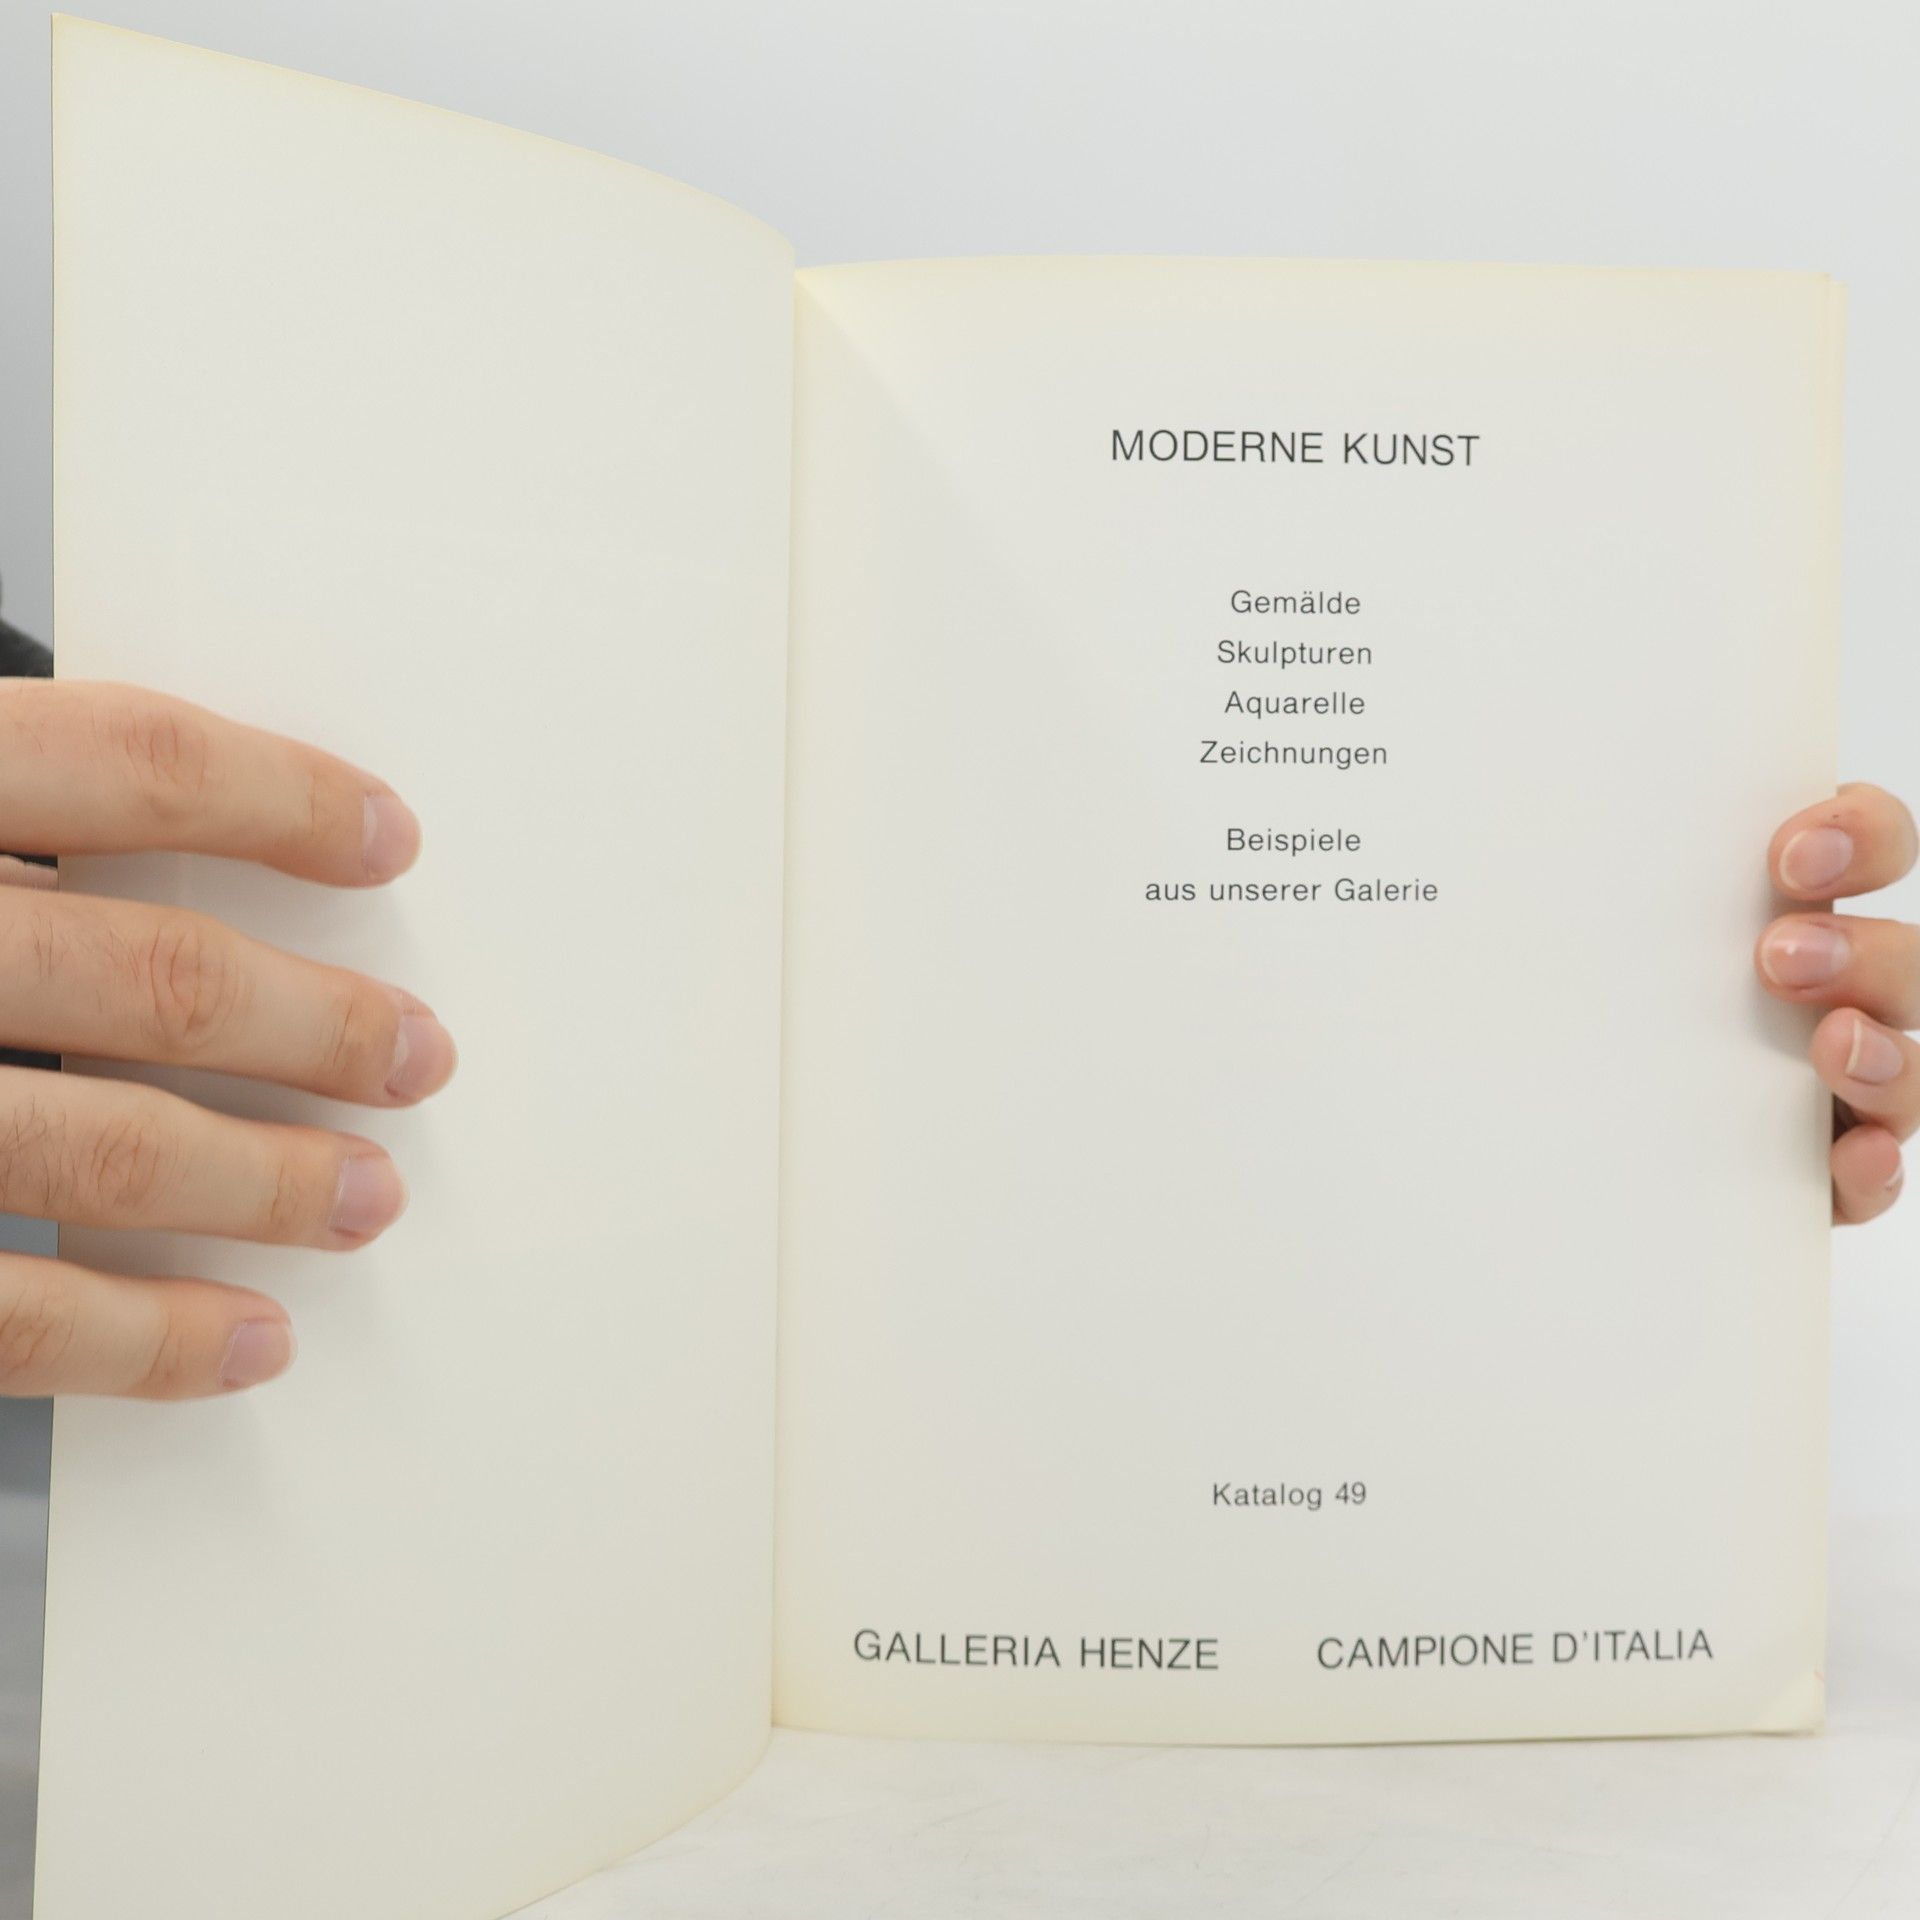 MODERNE KUNST
Gemälde
Skulpturen
Aquarelle
Zeichnungen
Beispiele
aus unserer Galerie
Katalog 49
GALLERIA HENZE CAMPIONE D'ITALIA